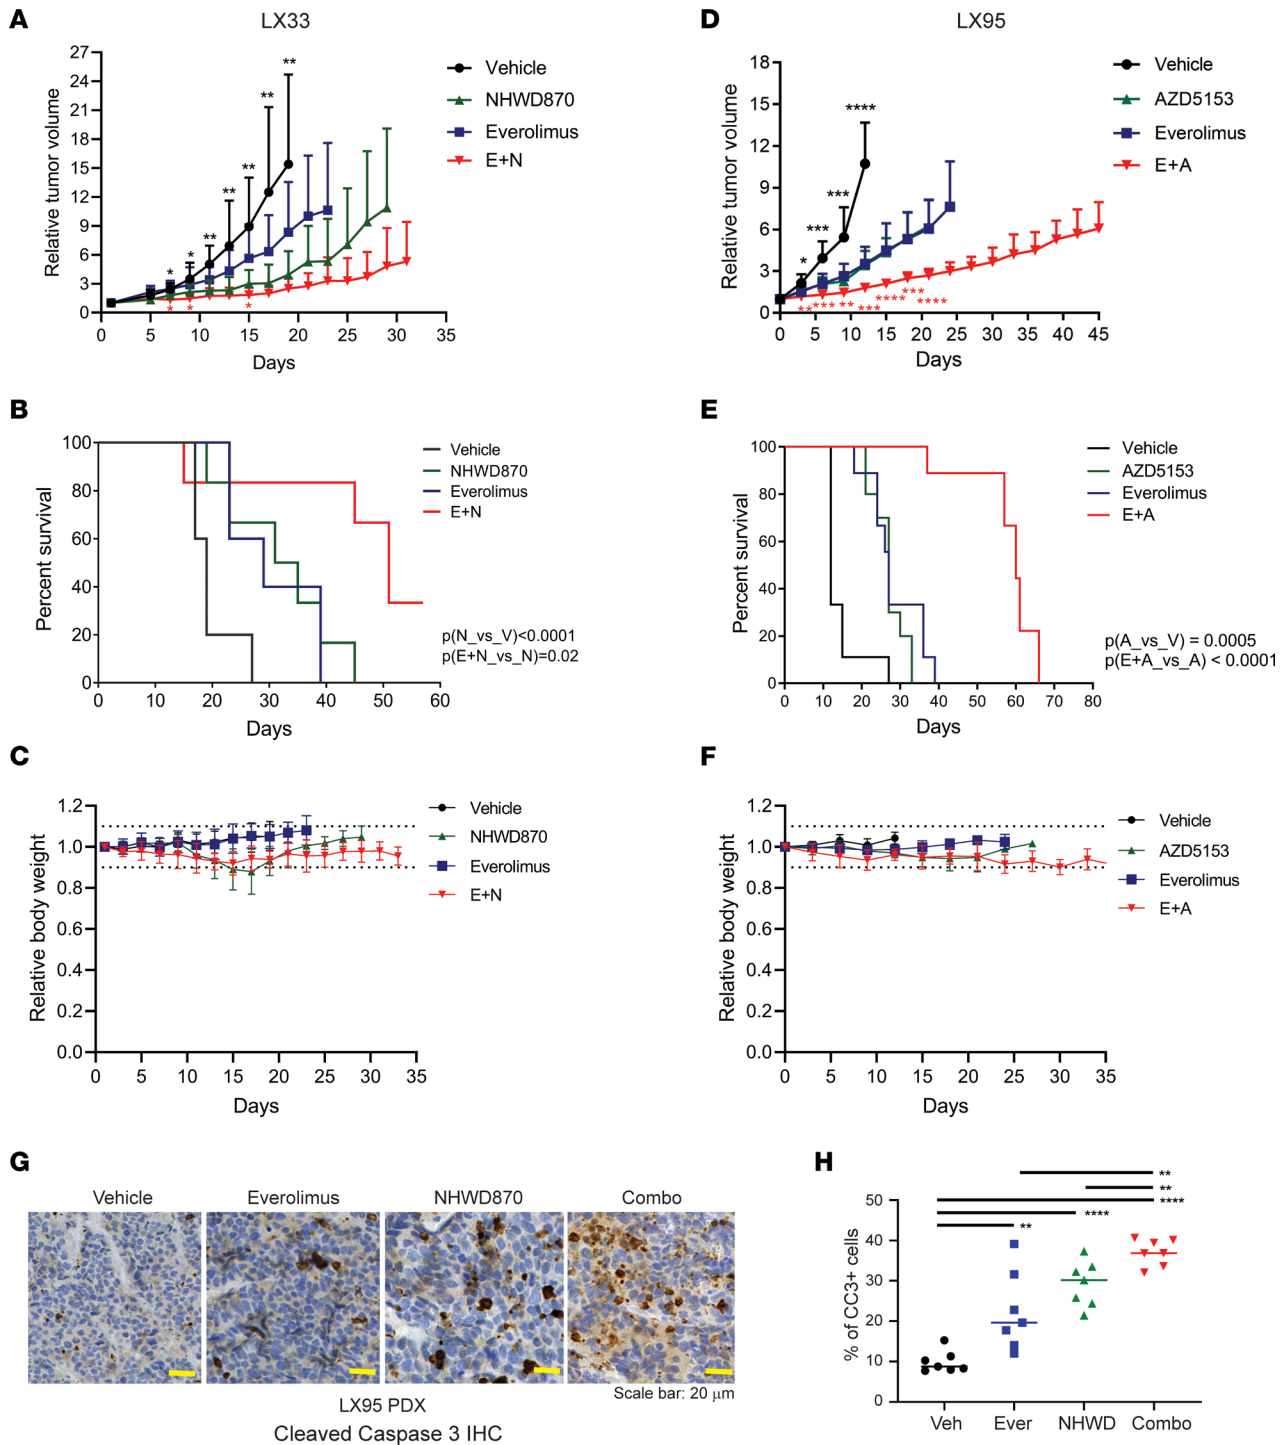 A
LX33
27
24
21
18
15
12
9
6
3
0
Relative tumor volume
** 
**
**
**
**
*
*
*
*
*
0 5 10 15 20 25 30 35
Days
Vehicle
NHWD870
Everolimus
E+N
D
LX95
18
15
12
9
6
3
0
Relative tumor volume
****
***
***
*
** *** ** *** **** *** ****
0 5 10 15 20 25 30 35 40 45
Days
Vehicle
AZD5153
Everolimus
E+A
B
100
80
60
40
20
0
Percent survival
0 10 20 30 40 50 60
Days
Vehicle
NHWD870
Everolimus
E+N
p(N_vs_V)<0.0001
p(E+N_vs_N)=0.02
E
100
80
60
40
20
0
Percent survival
0 10 20 30 40 50 60 70 80
Days
Vehicle
AZD5153
Everolimus
E+A
p(A_vs_V) = 0.0005
p(E+A_vs_A) < 0.0001
C
1.2
1.0
0.8
0.6
0.4
0.2
0.0
Relative body weight
0 5 10 15 20 25 30 35
Days
Vehicle
NHWD870
Everolimus
E+N
F
1.2
1.0
0.8
0.6
0.4
0.2
0.0
Relative body weight
0 5 10 15 20 25 30 35
Days
Vehicle
AZD5153
Everolimus
E+A
G
Vehicle Everolimus NHWD870 Combo
Scale bar: 20 μm
LX95 PDX
Cleaved Caspase 3 IHC
H
**
**
****
****
**
50
40
30
20
10
0
% of CC3+ cells
Veh Ever NHWD Combo